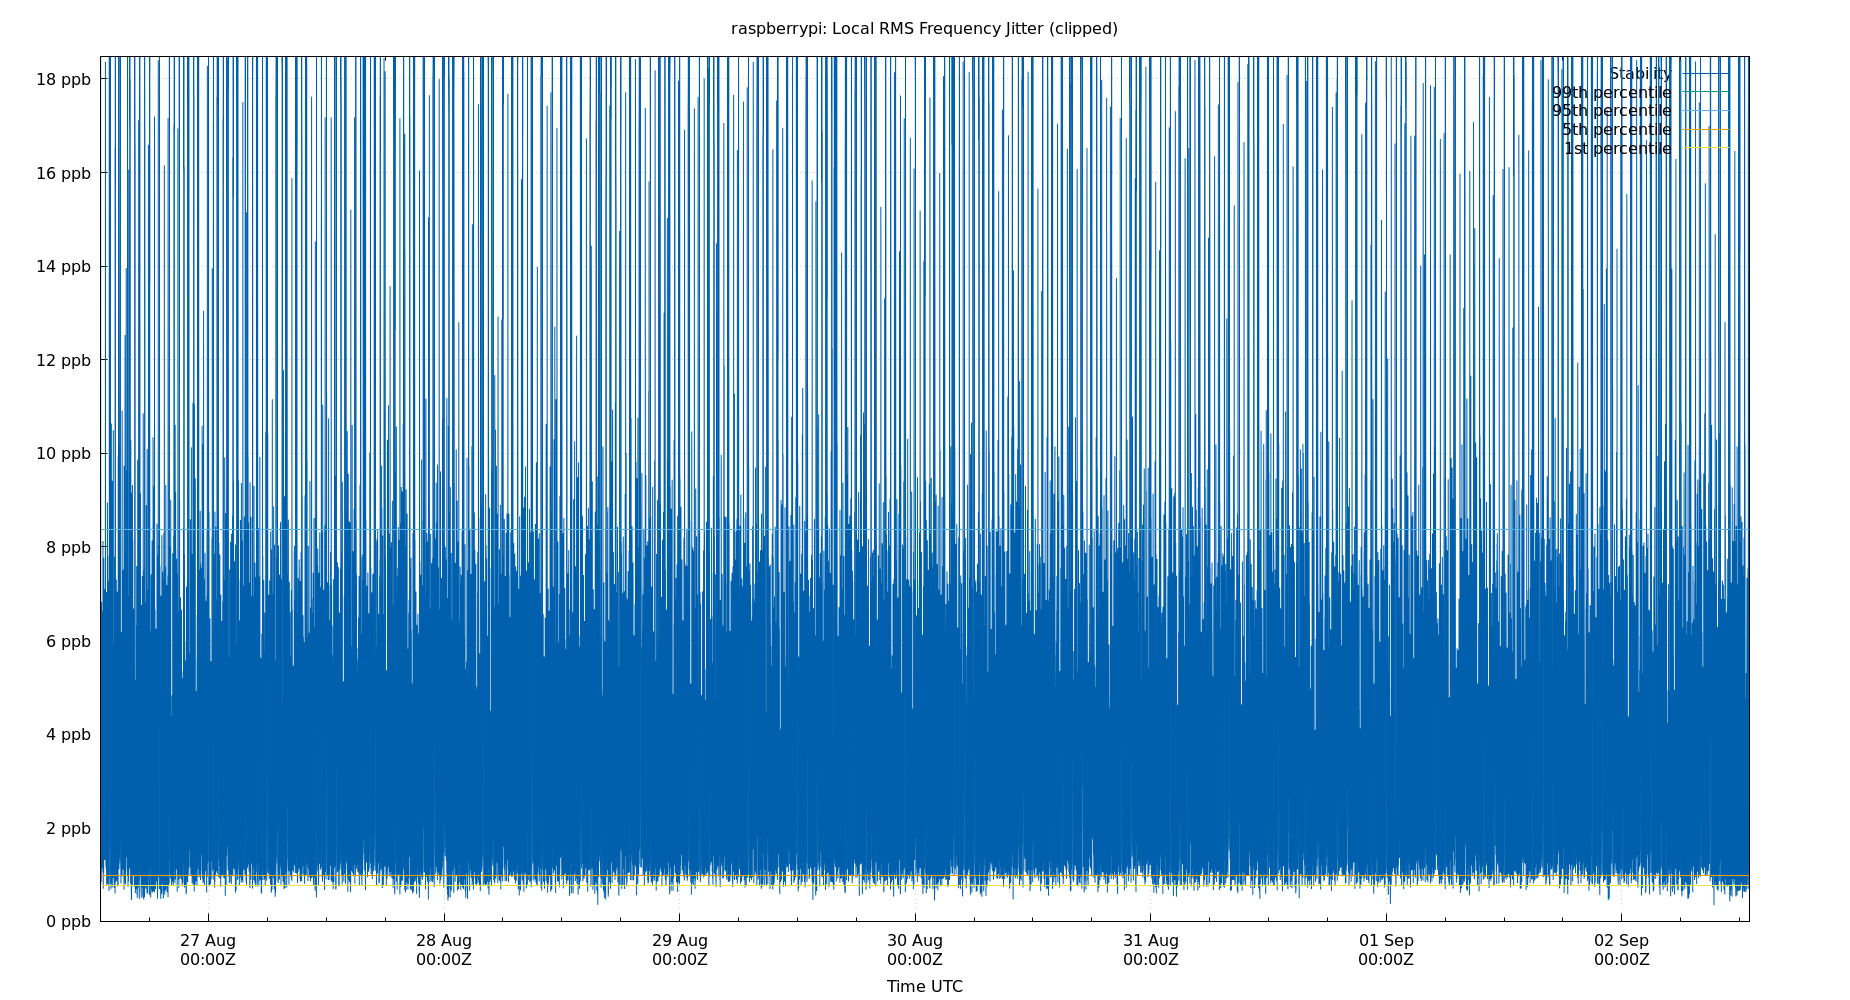 raspberrypi: Local RMS Frequency Jitter (clipped)
18 ppb
16 ppb
14 ppb
12 ppb
10 ppb
8 ppb
6 ppb
4 ppb
2 ppb
0 ppb
Stability
99th percentile
95th percentile
5th percentile
1st percentile
27 Aug
00:00Z
28 Aug
00:00Z
29 Aug
00:00Z
30 Aug
00:00Z
31 Aug
00:00Z
01 Sep
00:00Z
02 Sep
00:00Z
Time UTC